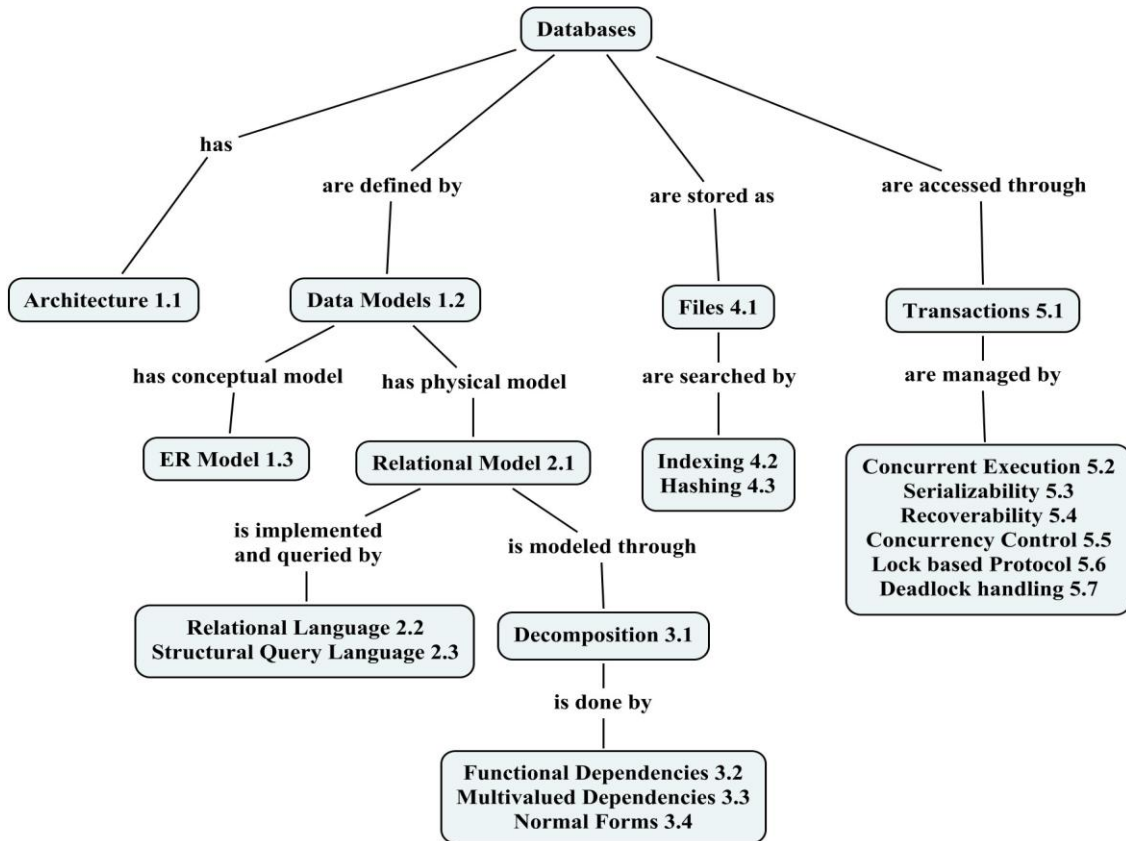 Databases
has
are defined by
are stored as
are accessed through
Architecture 1.1
Data Models 1.2
Files 4.1
Transactions 5.1
has conceptual model
has physical model
are searched by
are managed by
ER Model 1.3
Relational Model 2.1
Indexing 4.2
Hashing 4.3
Concurrent Execution 5.2
Serializability 5.3
Recoverability 5.4
Concurrency Control 5.5
Lock based Protocol 5.6
Deadlock handling 5.7
is implemented
and queried by
is modeled through
Relational Language 2.2
Structural Query Language 2.3
Decomposition 3.1
is done by
Functional Dependencies 3.2
Multivalued Dependencies 3.3
Normal Forms 3.4